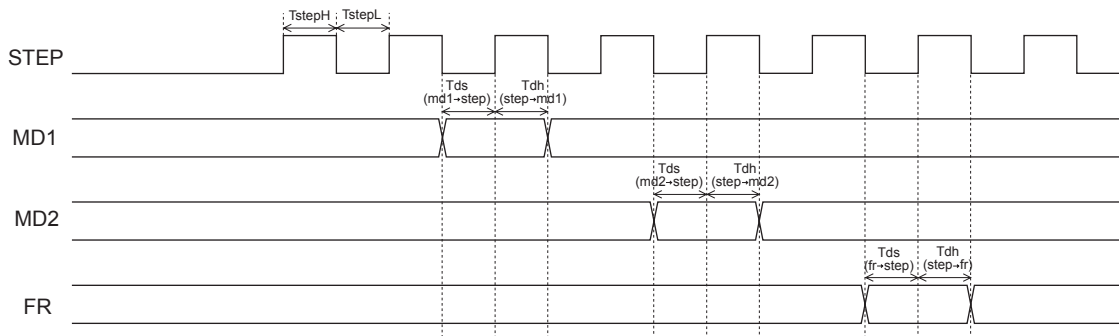 TstepH TstepL
STEP
Tds Tdh
(md1→step) (step→md1)
MD1
Tds Tdh
(md2→step) (step→md2)
MD2
Tds Tdh
(fr→step) (step→fr)
FR